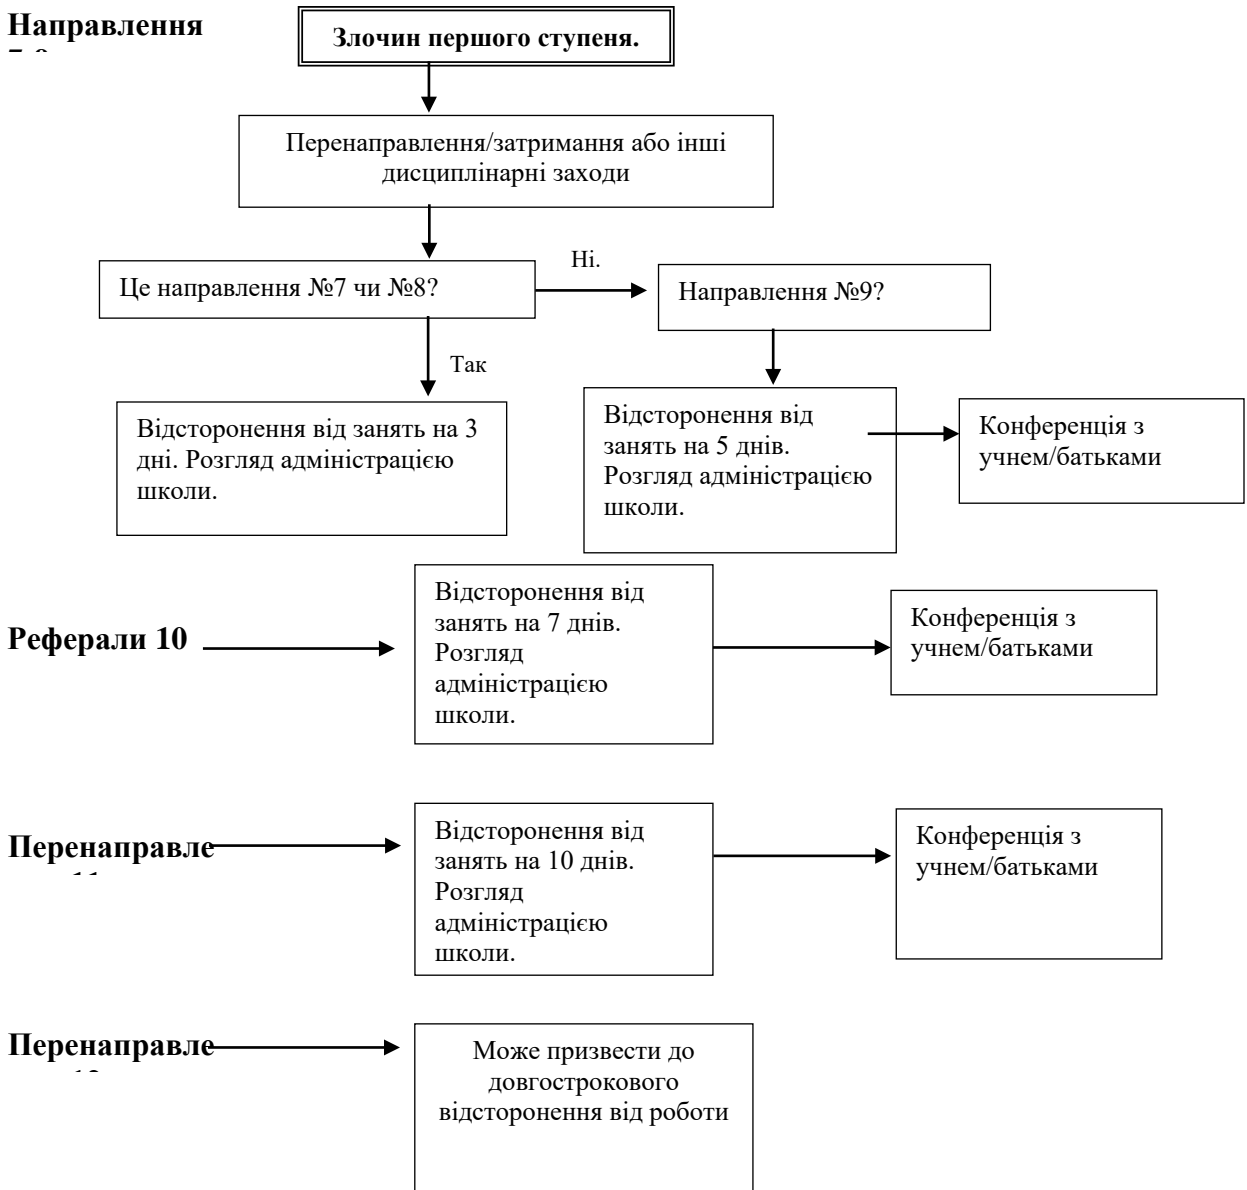 Направлення
Злочин першого ступеня.
Перенаправлення/затримання або інші
дисциплінарні заходи
Це направлення №7 чи №8?
Ні.
Направлення №9?
Так
Відсторонення від занять на 3
дні. Розгляд адміністрацією
школи.
Відсторонення від
занять на 5 днів.
Розгляд адміністрацією
школи.
Конференція з
учнем/батьками
Реферали 10
Відсторонення від
занять на 7 днів.
Розгляд
адміністрацією
школи.
Конференція з
учнем/батьками
Перенаправле
Відсторонення від
занять на 10 днів.
Розгляд
адміністрацією
школи.
Конференція з
учнем/батьками
Перенаправле
Може призвести до
довгострокового
відсторонення від роботи